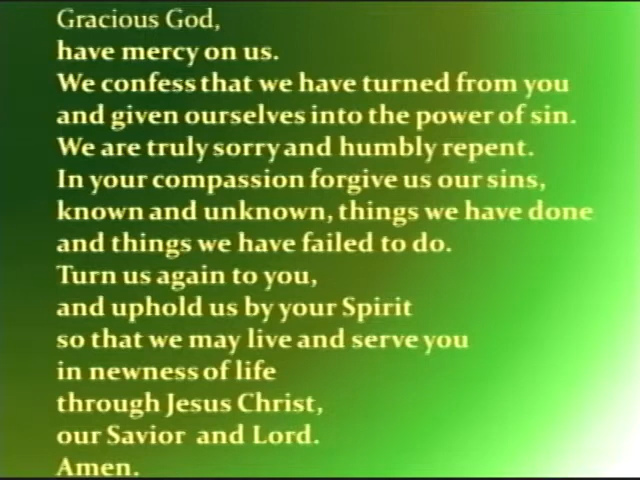 Gracious God,
have mercy on us.
We confess that we have turned from you
and given ourselves into the power of sin.
We are truly sorry and humbly repent.
In your compassion forgive us our sins,
known and unknown, things we have done
and things we have failed to do.
Turn us again to you,
and uphold us by your Spirit
so that we may live and serve you
in newness of life
through Jesus Christ,
our Savior and Lord.
Amen.